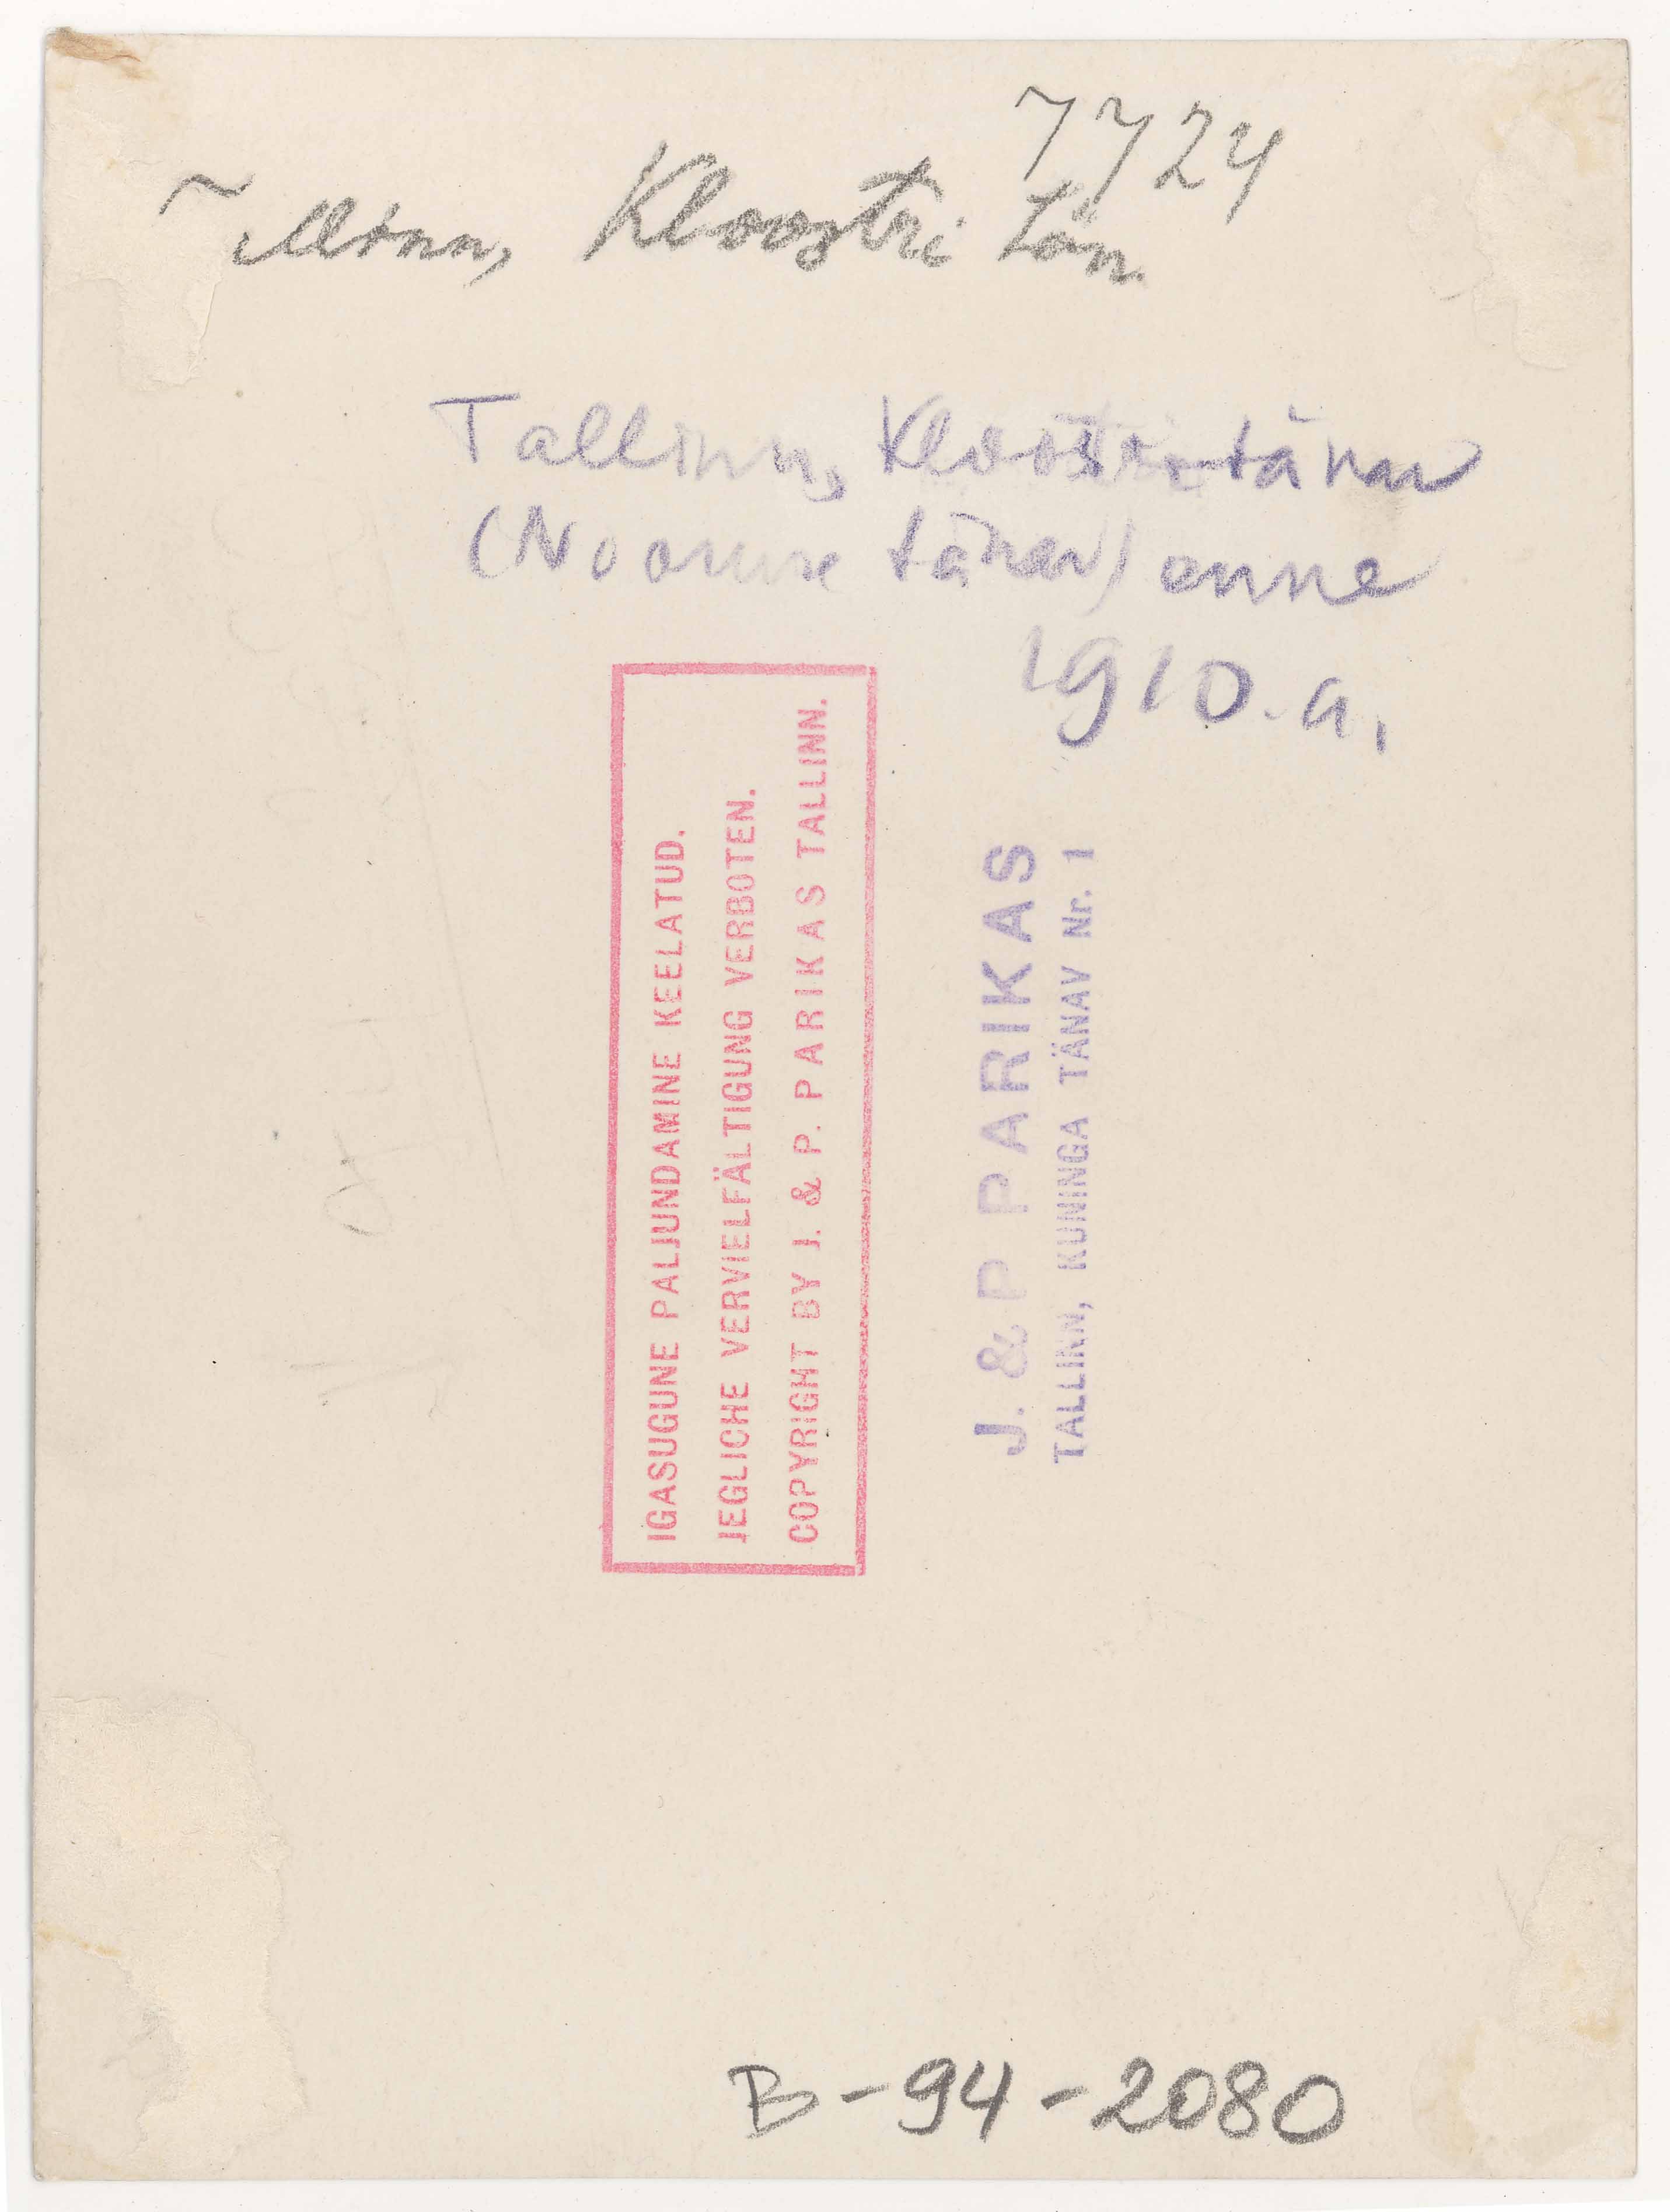 7724
Tallinn, Kloostri tän.
Tallinn, Kloostri tänav
(Noorune tänav) enne
1910. a.
IGASUGUNE PALJUNDAMINE KEELATUD.
JEGLICHE VERVIELFÄLTIGUNG VERBOTEN.
COPYRIGHT BY J. & P. PARIKAS TALLINN.
J. & P PARIKAS
TALLINN, KUNINGA TÄNAV Nr. 1
B-94-2080